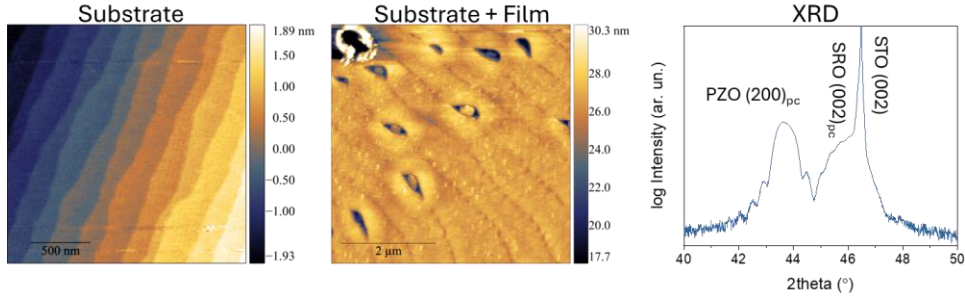 Substrate
1.89 nm
1.50
1.00
0.50
0.00
−0.50
−1.00
−1.93
500 nm
Substrate + Film
30.3 nm
28.0
26.0
24.0
22.0
20.0
17.7
2 μm
XRD
log Intensity (ar. un.)
PZO (200)pc
SRO (002)pc
STO (002)
40 42 44 46 48 50
2theta (°)